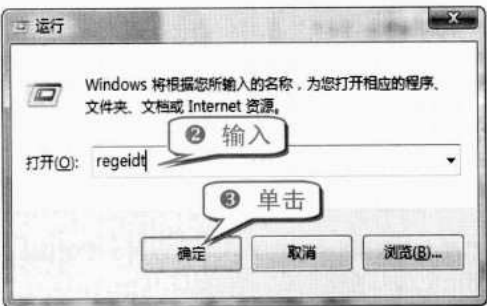 运行
Windows 将根据您所输入的名称，为您打开相应的程序、
文件夹、文档或 Internet 资源。
❷ 输入
打开(O): regeidt
❸ 单击
确定 取消 浏览(B)...